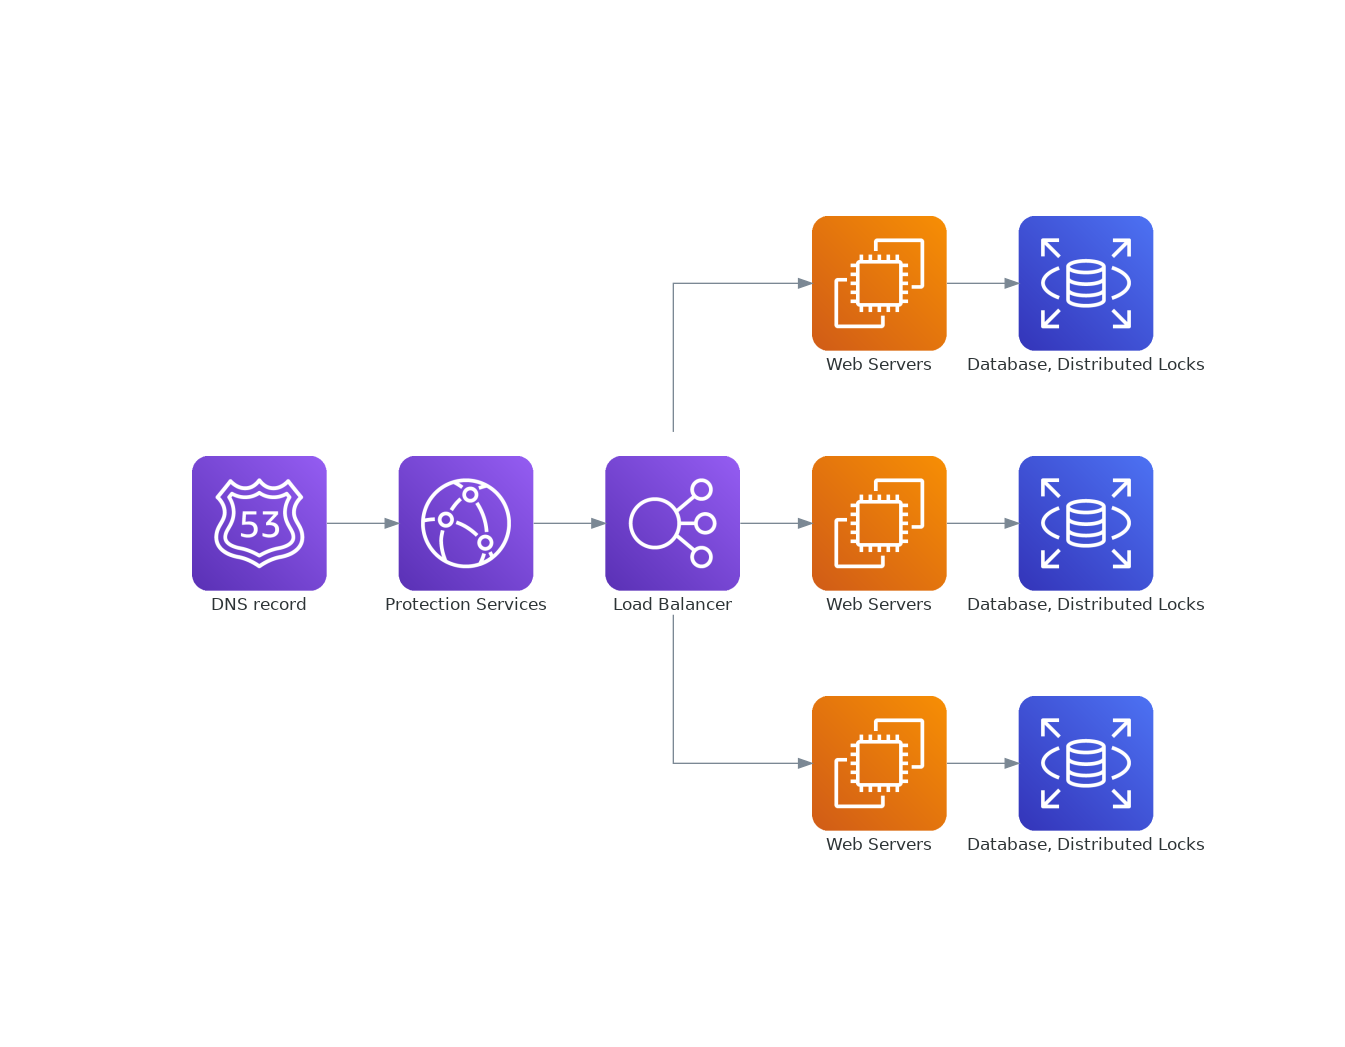 Web Servers
Database, Distributed Locks
53
DNS record
Protection Services
Load Balancer
Web Servers
Database, Distributed Locks
Web Servers
Database, Distributed Locks